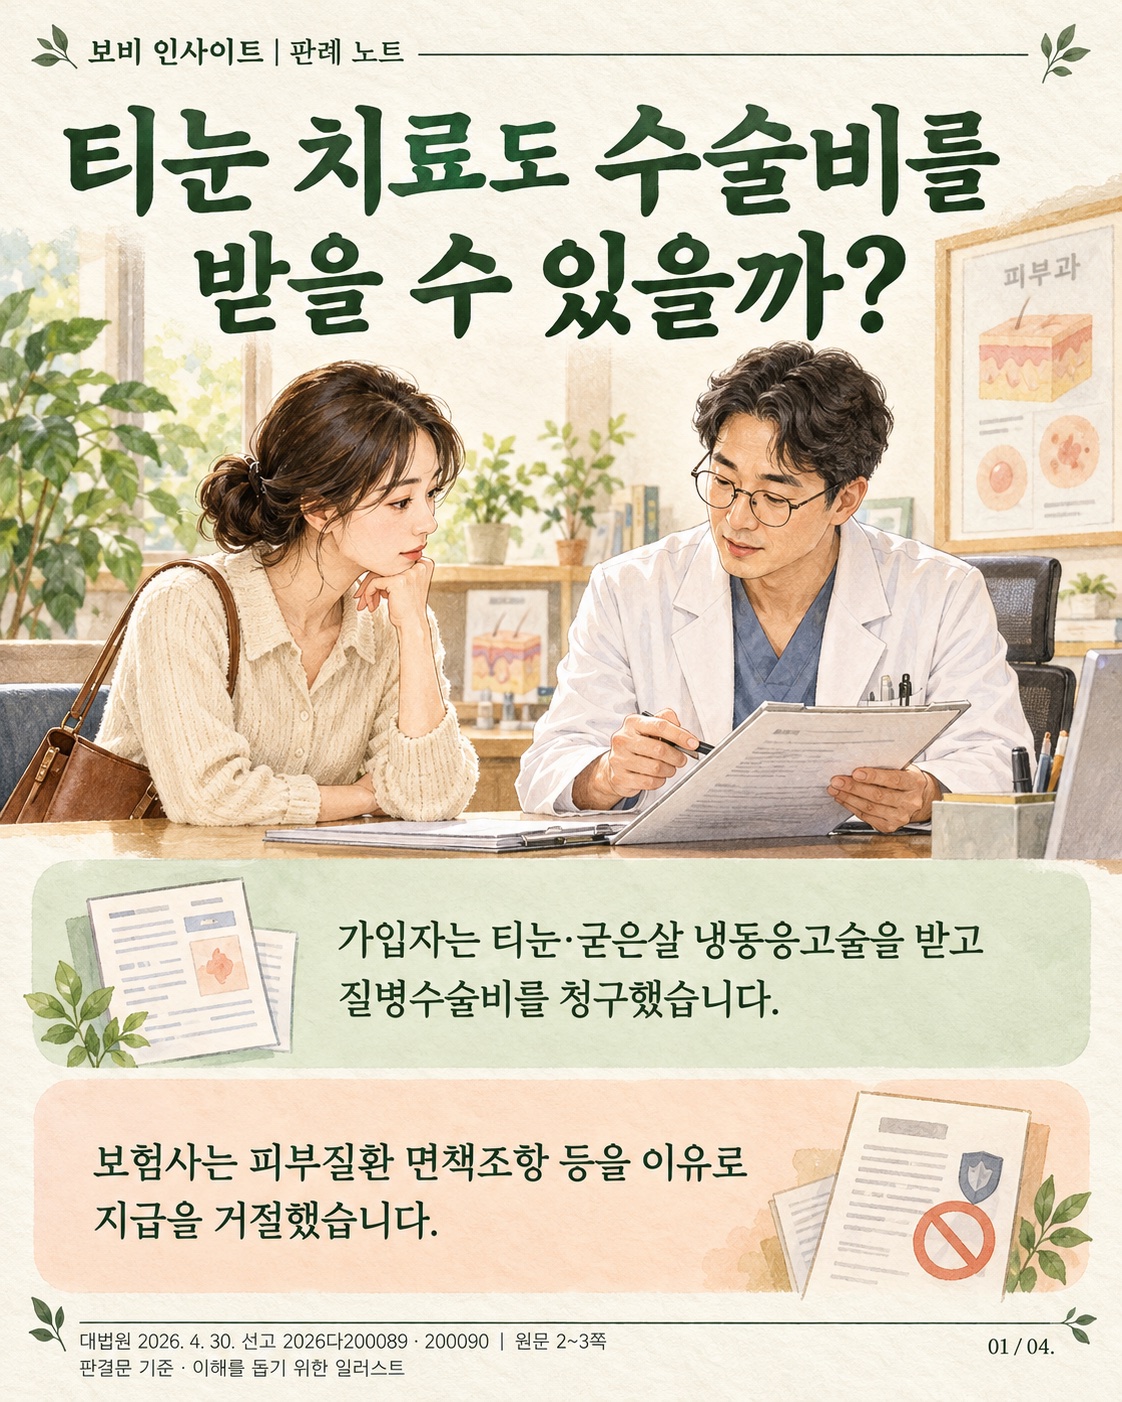 보비 인사이트 | 판례 노트
티눈 치료도 수술비를
받을 수 있을까?
피부과
가입자는 티눈·굳은살 냉동응고술을 받고
질병수술비를 청구했습니다.
보험사는 피부질환 면책조항 등을 이유로
지급을 거절했습니다.
대법원 2026. 4. 30. 선고 2026다200089 · 200090 | 원문 2~3쪽
판결문 기준 · 이해를 돕기 위한 일러스트
01 / 04.